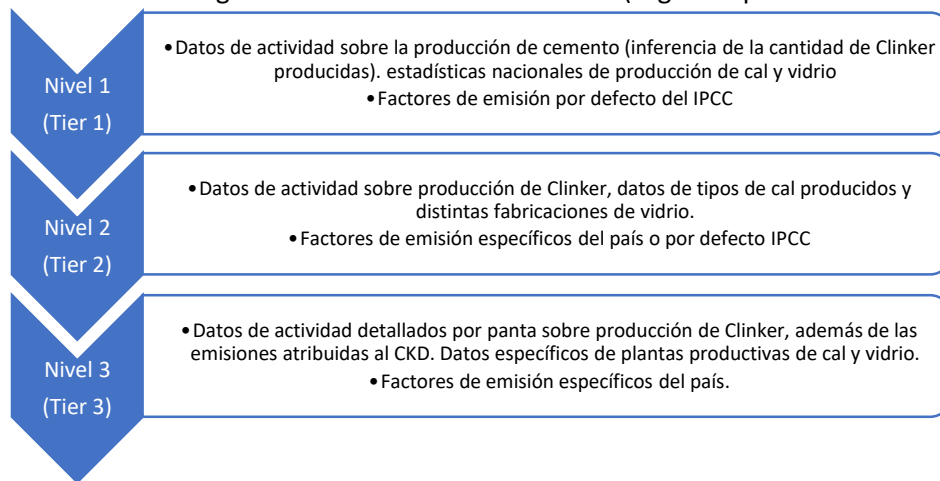 Nivel 1
(Tier 1)
•Datos de actividad sobre la producción de cemento (inferencia de la cantidad de Clinker
producidas). estadísticas nacionales de producción de cal y vidrio
•Factores de emisión por defecto del IPCC
Nivel 2
(Tier 2)
•Datos de actividad sobre producción de Clinker, datos de tipos de cal producidos y
distintas fabricaciones de vidrio.
•Factores de emisión específicos del país o por defecto IPCC
Nivel 3
(Tier 3)
•Datos de actividad detallados por panta sobre producción de Clinker, además de las
emisiones atribuidas al CKD. Datos específicos de plantas productivas de cal y vidrio.
•Factores de emisión específicos del país.